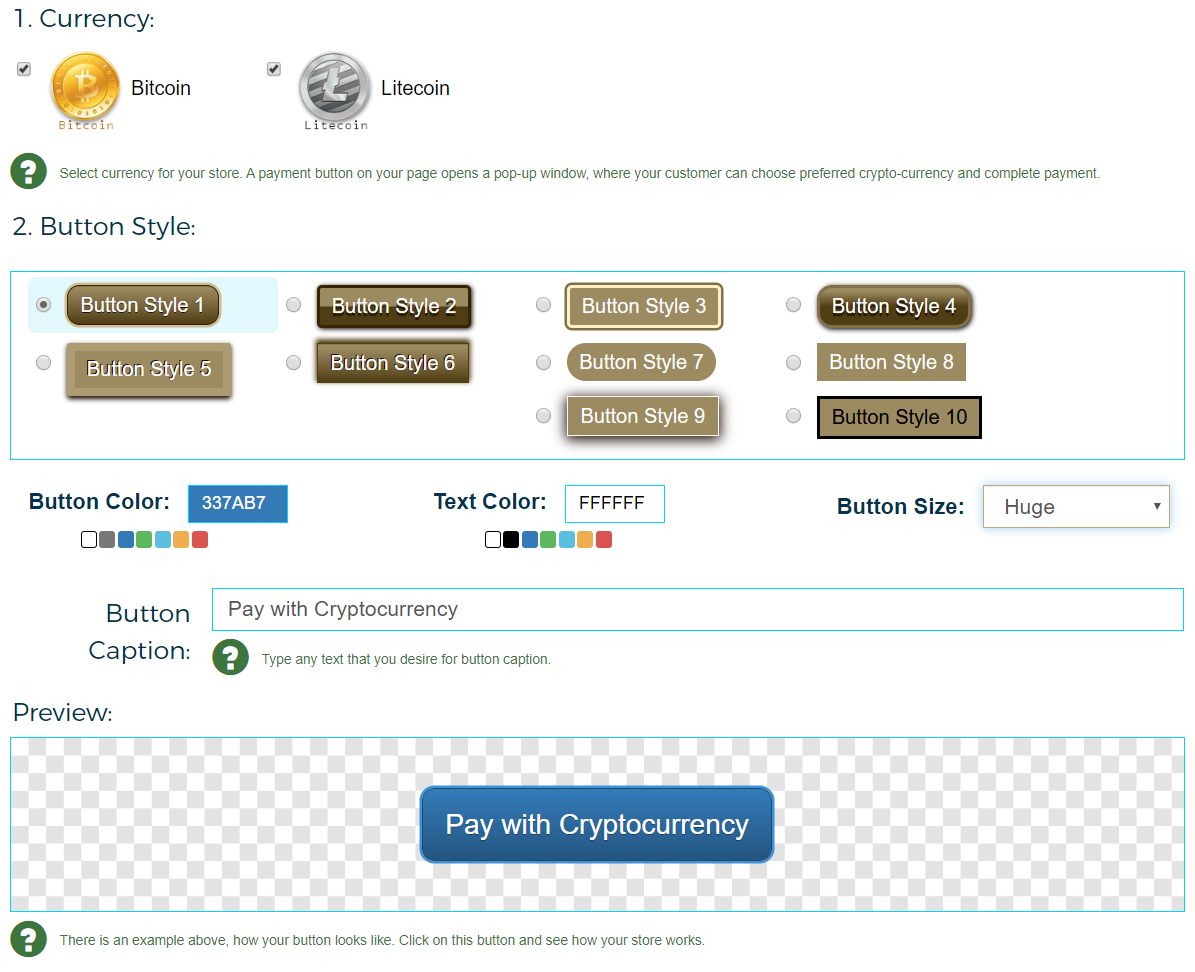 1. Currency:
Bitcoin
Bitcoin
Litecoin
Litecoin
Select currency for your store. A payment button on your page opens a pop-up window, where your customer can choose preferred crypto-currency and complete payment.
2. Button Style:
Button Style 1
Button Style 2
Button Style 3
Button Style 4
Button Style 5
Button Style 6
Button Style 7
Button Style 8
Button Style 9
Button Style 10
Button Color: 337AB7
Text Color: FFFFFF
Button Size: Huge
Button
Caption:
Pay with Cryptocurrency
Type any text that you desire for button caption.
Preview:
Pay with Cryptocurrency
There is an example above, how your button looks like. Click on this button and see how your store works.